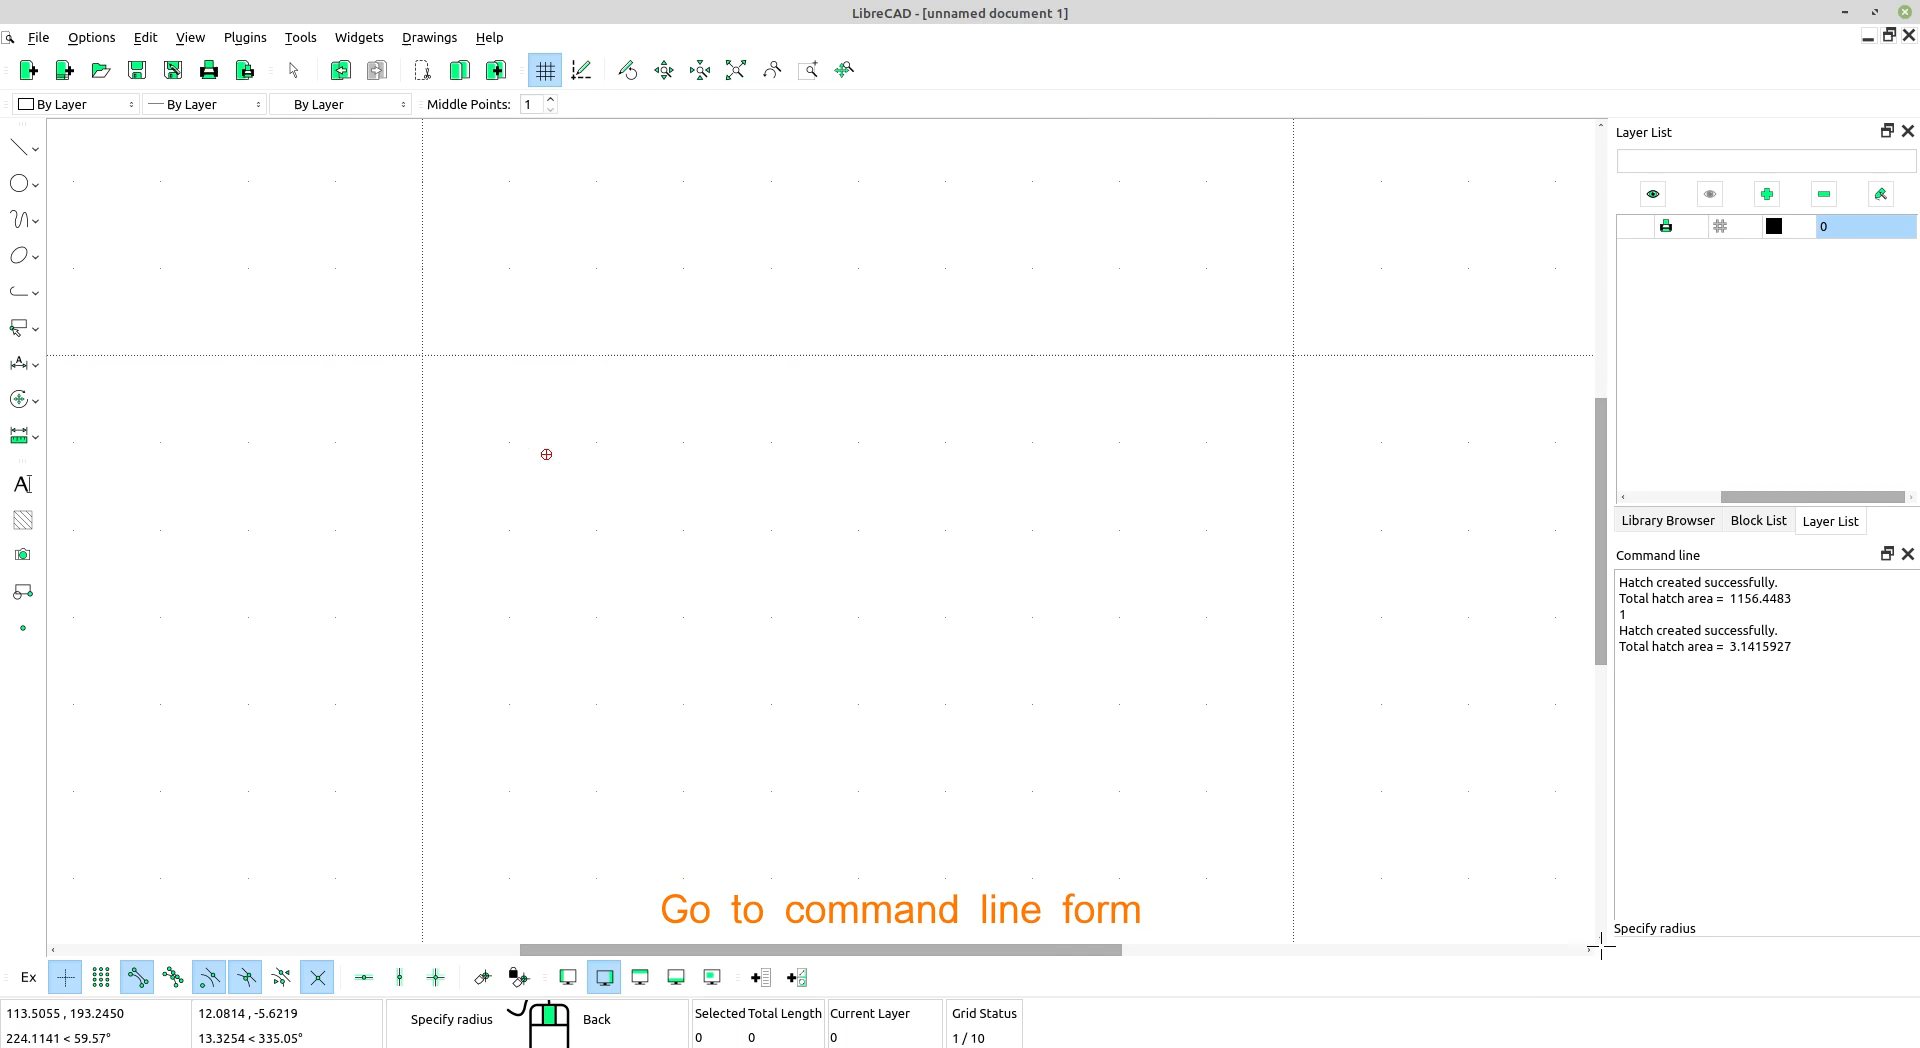 LibreCAD - [unnamed document 1]
File Options Edit View Plugins Tools Widgets Drawings Help
By Layer By Layer By Layer Middle Points: 1
Layer List
0
Library Browser Block List Layer List
Command line
Hatch created successfully.
Total hatch area = 1156.4483
1
Hatch created successfully.
Total hatch area = 3.1415927
Go to command line form
Specify radius
Ex
113.5055 , 193.2450
224.1141 < 59.57°
12.0814 , -5.6219
13.3254 < 335.05°
Specify radius
Back
Selected Total Length
0 0
Current Layer
0
Grid Status
1 / 10